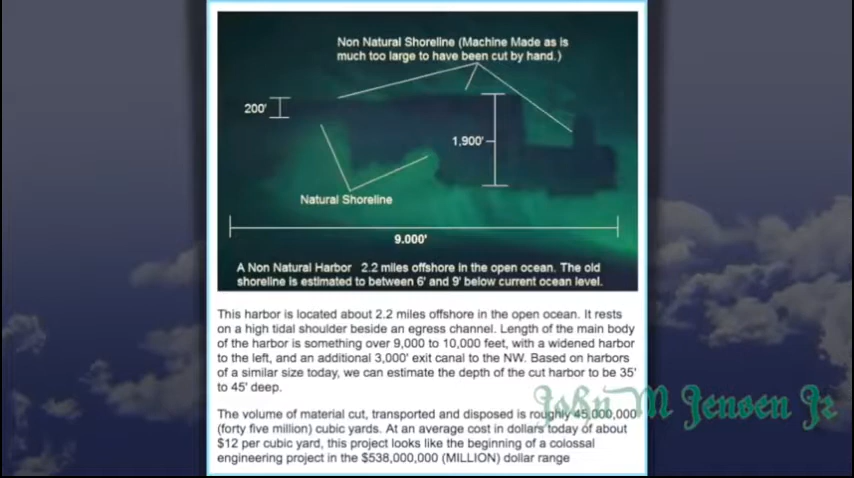 Non Natural Shoreline (Machine Made as is
much too large to have been cut by hand.)
200'
1,900'
Natural Shoreline
9.000'
A Non Natural Harbor 2.2 miles offshore in the open ocean. The old
shoreline is estimated to between 6' and 9' below current ocean level.
This harbor is located about 2.2 miles offshore in the open ocean. It rests
on a high tidal shoulder beside an egress channel. Length of the main body
of the harbor is something over 9,000 to 10,000 feet, with a widened harbor
to the left, and an additional 3,000' exit canal to the NW. Based on harbors
of a similar size today, we can estimate the depth of the cut harbor to be 35'
to 45' deep.
John M Jensen Jr
The volume of material cut, transported and disposed is roughly 45,000,000
(forty five million) cubic yards. At an average cost in dollars today of about
$12 per cubic yard, this project looks like the beginning of a colossal
engineering project in the $538,000,000 (MILLION) dollar range